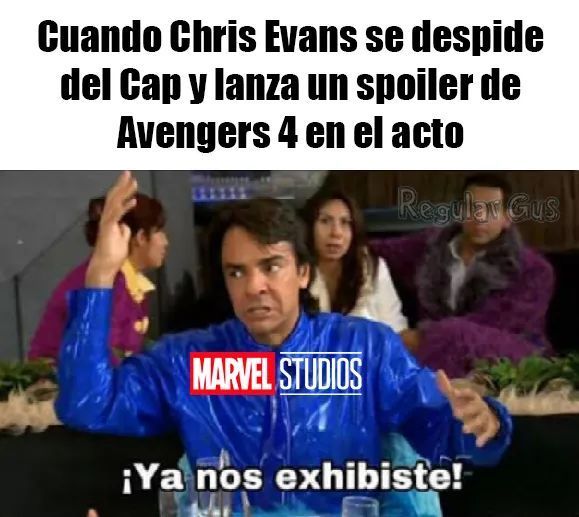 Cuando Chris Evans se despide
del Cap y lanza un spoiler de
Avengers 4 en el acto
Regular Gus
MARVEL STUDIOS
¡Ya nos exhibiste!